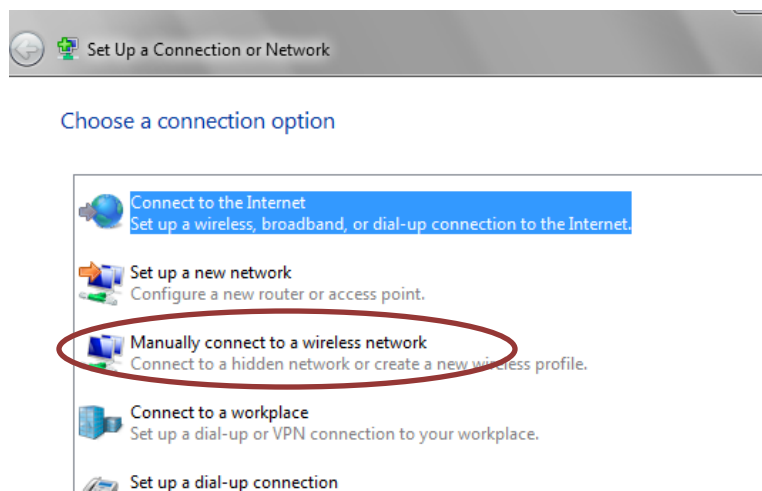 Set Up a Connection or Network
Choose a connection option
Connect to the Internet
Set up a wireless, broadband, or dial-up connection to the Internet.
Set up a new network
Configure a new router or access point.
Manually connect to a wireless network
Connect to a hidden network or create a new wireless profile.
Connect to a workplace
Set up a dial-up or VPN connection to your workplace.
Set up a dial-up connection